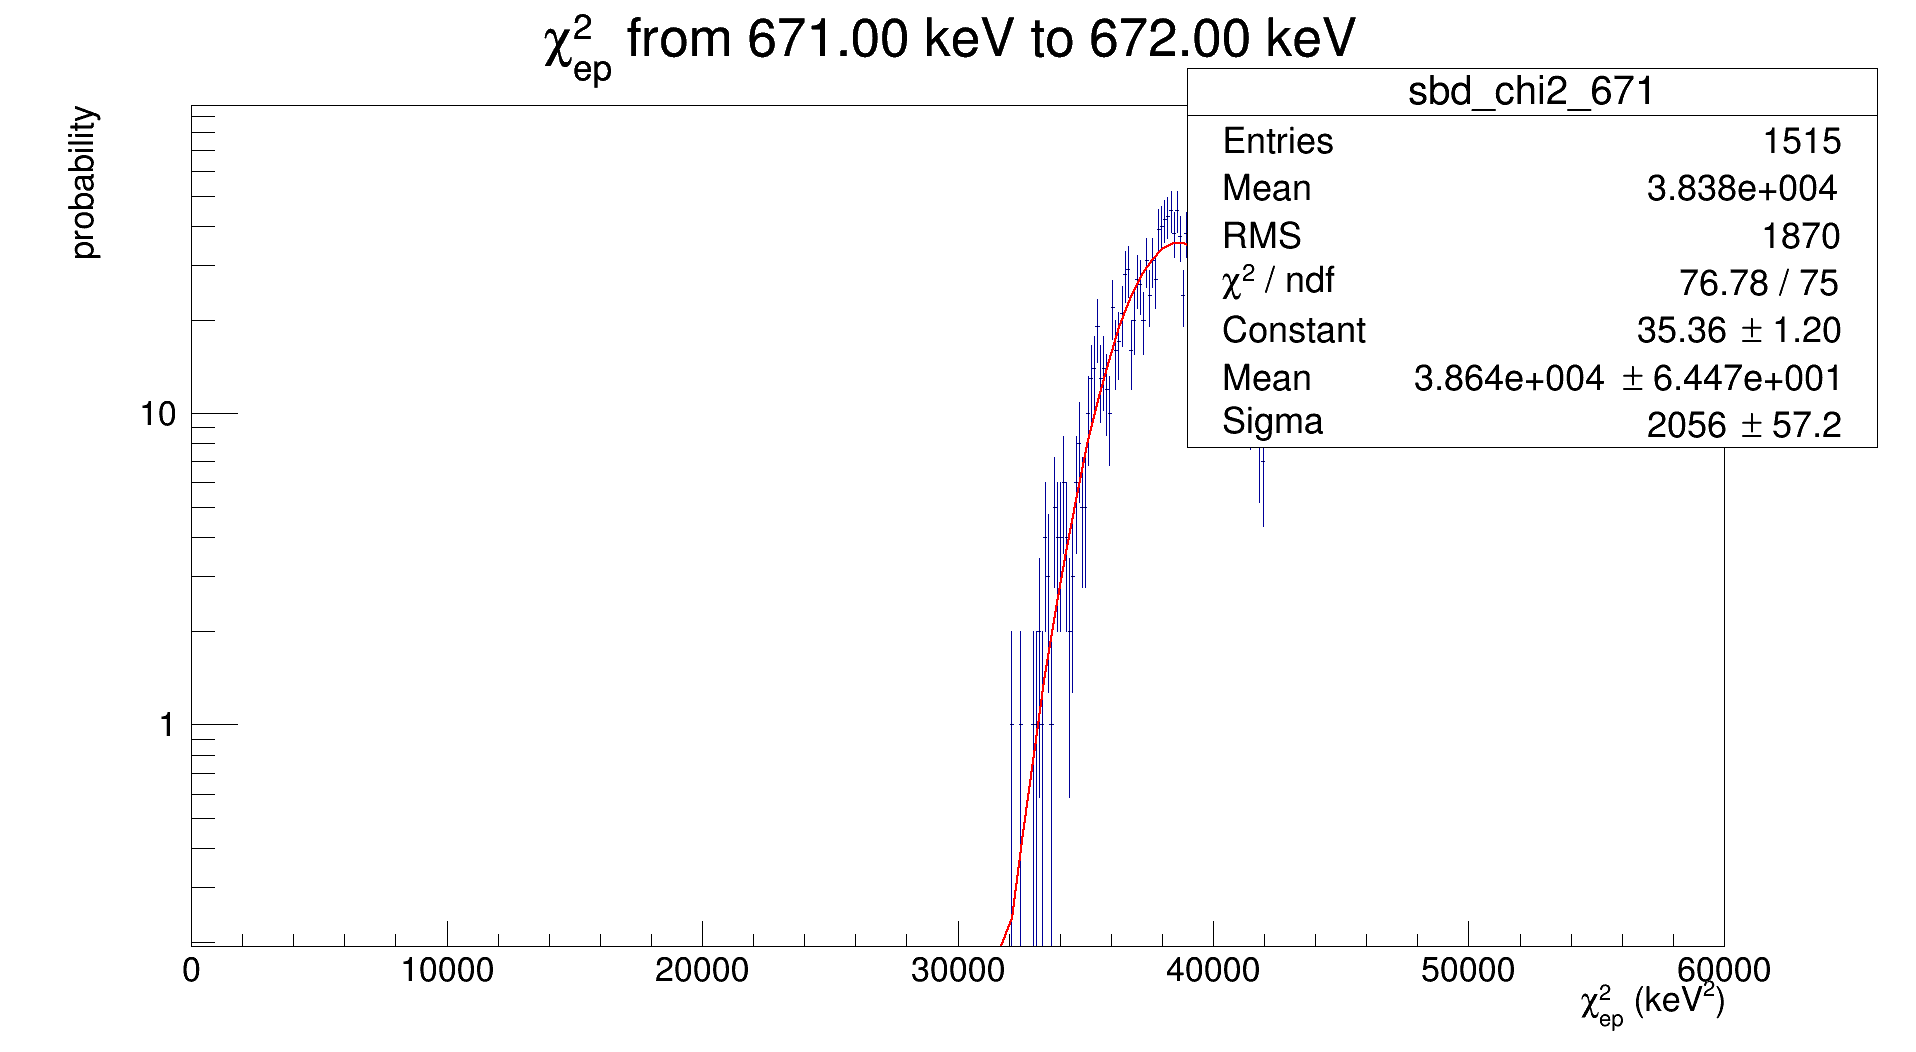 χ²ep from 671.00 keV to 672.00 keV
probability
sbd_chi2_671
Entries 1515
Mean 3.838e+004
RMS 1870
χ² / ndf 76.78 / 75
Constant 35.36 ± 1.20
Mean 3.864e+004 ± 6.447e+001
Sigma 2056 ± 57.2
10
1
0 10000 20000 30000 40000 50000 60000
χ²ep (keV²)